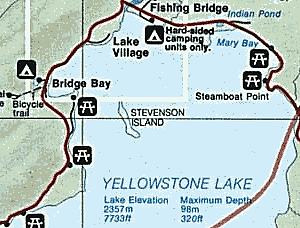 Fishing Bridge
Indian Pond
Hard-sided
camping
units only.
Lake
Village
Mary Bay
Bridge Bay
Steamboat Point
Bicycle
trail
STEVENSON
ISLAND
YELLOWSTONE LAKE
Lake Elevation
2357m
7733ft
Maximum Depth
98m
320ft